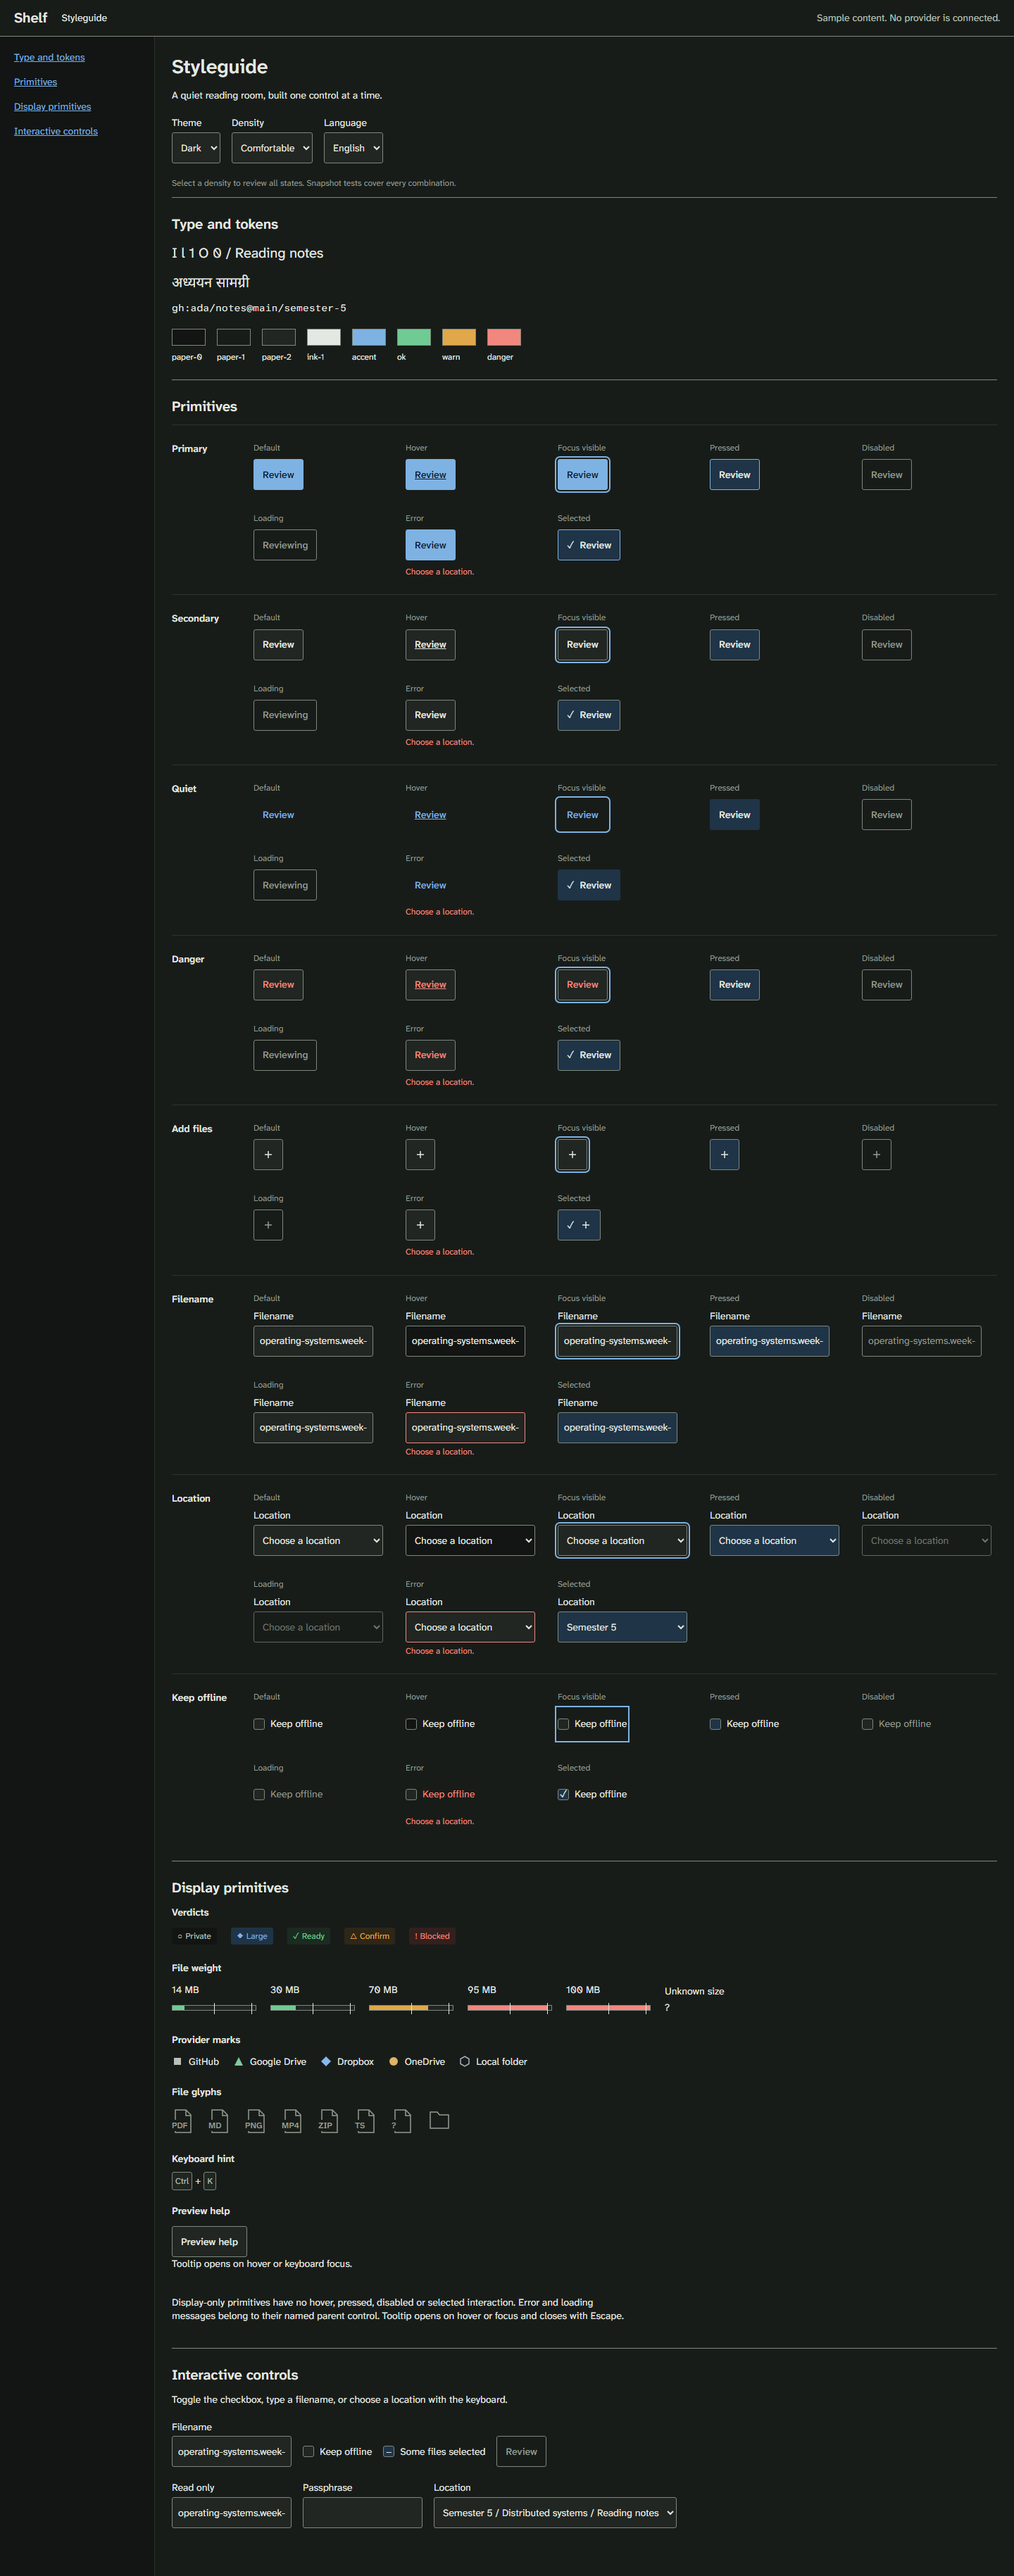 Shelf Styleguide Sample content. No provider is connected.
Type and tokens
Primitives
Display primitives
Interactive controls
Styleguide
A quiet reading room, built one control at a time.
Theme Density Language
Dark Comfortable English
Select a density to review all states. Snapshot tests cover every combination.
Type and tokens
I l 1 O 0 / Reading notes
अध्ययन सामग्री
gh:ada/notes@main/semester-5
paper-0 paper-1 paper-2 ink-1 accent ok warn danger
Primitives
Primary Default Hover Focus visible Pressed Disabled
Review Review Review Review Review
Loading Error Selected
Reviewing Review ✓ Review
Choose a location.
Secondary Default Hover Focus visible Pressed Disabled
Review Review Review Review Review
Loading Error Selected
Reviewing Review ✓ Review
Choose a location.
Quiet Default Hover Focus visible Pressed Disabled
Review Review Review Review Review
Loading Error Selected
Reviewing Review ✓ Review
Choose a location.
Danger Default Hover Focus visible Pressed Disabled
Review Review Review Review Review
Loading Error Selected
Reviewing Review ✓ Review
Choose a location.
Add files Default Hover Focus visible Pressed Disabled
+ + + + +
Loading Error Selected
+ + ✓ +
Choose a location.
Filename Default Hover Focus visible Pressed Disabled
Filename Filename Filename Filename Filename
operating-systems.week- operating-systems.week- operating-systems.week- operating-systems.week- operating-systems.week-
Loading Error Selected
Filename Filename Filename
operating-systems.week- operating-systems.week- operating-systems.week-
Choose a location.
Location Default Hover Focus visible Pressed Disabled
Location Location Location Location Location
Choose a location Choose a location Choose a location Choose a location Choose a location
Loading Error Selected
Location Location Location
Choose a location Choose a location Semester 5
Choose a location.
Keep offline Default Hover Focus visible Pressed Disabled
Keep offline Keep offline Keep offline Keep offline Keep offline
Loading Error Selected
Keep offline Keep offline Keep offline
Choose a location.
Display primitives
Verdicts
○ Private ◆ Large ✓ Ready △ Confirm ! Blocked
File weight
14 MB 30 MB 70 MB 95 MB 100 MB Unknown size
?
Provider marks
GitHub Google Drive Dropbox OneDrive Local folder
File glyphs
PDF MD PNG MP4 ZIP TS ?
Keyboard hint
Ctrl + K
Preview help
Preview help
Tooltip opens on hover or keyboard focus.
Display-only primitives have no hover, pressed, disabled or selected interaction. Error and loading
messages belong to their named parent control. Tooltip opens on hover or focus and closes with Escape.
Interactive controls
Toggle the checkbox, type a filename, or choose a location with the keyboard.
Filename
operating-systems.week- Keep offline Some files selected Review
Read only Passphrase Location
operating-systems.week- Semester 5 / Distributed systems / Reading notes